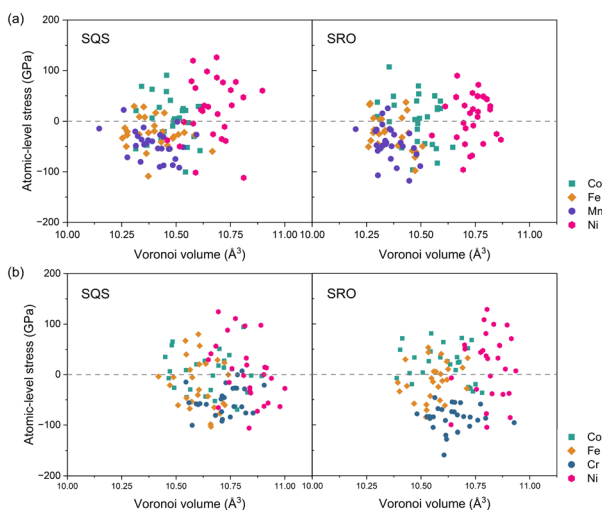 (a)
SQS
SRO
Atomic-level stress (GPa)
200
100
0
−100
−200
10.00
10.25
10.50
10.75
11.00
10.25
10.50
10.75
11.00
Voronoi volume (Å³)
Voronoi volume (Å³)
Co
Fe
Mn
Ni
(b)
SQS
SRO
Atomic-level stress (GPa)
200
100
0
−100
−200
10.00
10.25
10.50
10.75
11.00
10.00
10.25
10.50
10.75
11.00
Voronoi volume (Å³)
Voronoi volume (Å³)
Co
Fe
Cr
Ni